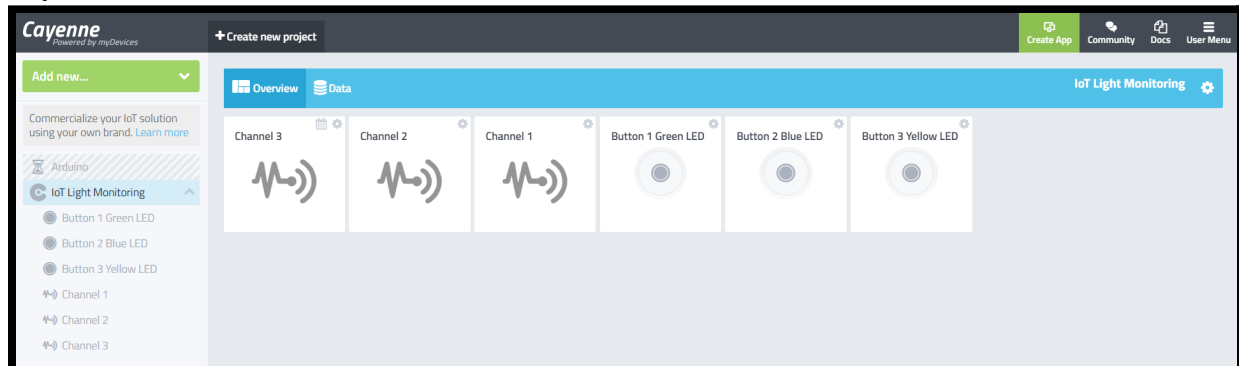 Cayenne
Powered by myDevices
+ Create new project
Create App
Community
Docs
User Menu
Add new...
Overview
Data
IoT Light Monitoring
Commercialize your IoT solution
using your own brand. Learn more
Arduino
IoT Light Monitoring
Button 1 Green LED
Button 2 Blue LED
Button 3 Yellow LED
Channel 1
Channel 2
Channel 3
Channel 3
Channel 2
Channel 1
Button 1 Green LED
Button 2 Blue LED
Button 3 Yellow LED